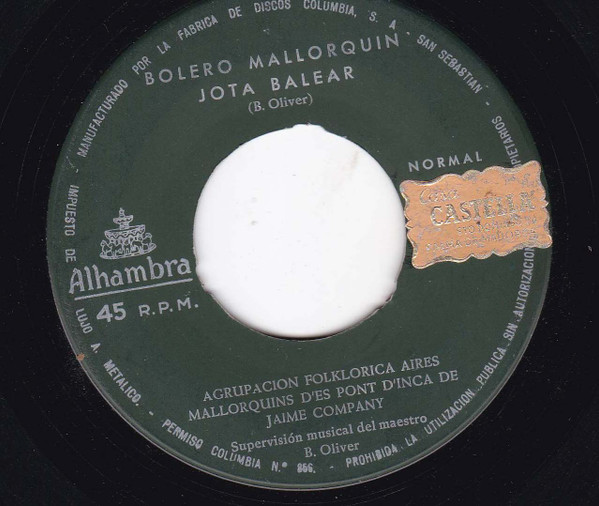 MANUFACTURADO POR LA FABRICA DE DISCOS COLUMBIA, S. A. - SAN SEBASTIAN -
BOLERO MALLORQUIN
JOTA BALEAR
(B. Oliver)
NORMAL
CASTELLA
Alhambra
45 R.P.M.
AGRUPACION FOLKLORICA AIRES
MALLORQUINS D'ES PONT D'INCA DE
JAIME COMPANY
Supervisión musical del maestro
B. Oliver
IMPUESTO DE LUJO A METALICO. - PERMISO COLUMBIA N.º 866. - PROHIBIDA LA UTILIZACION PUBLICA SIN AUTORIZACION